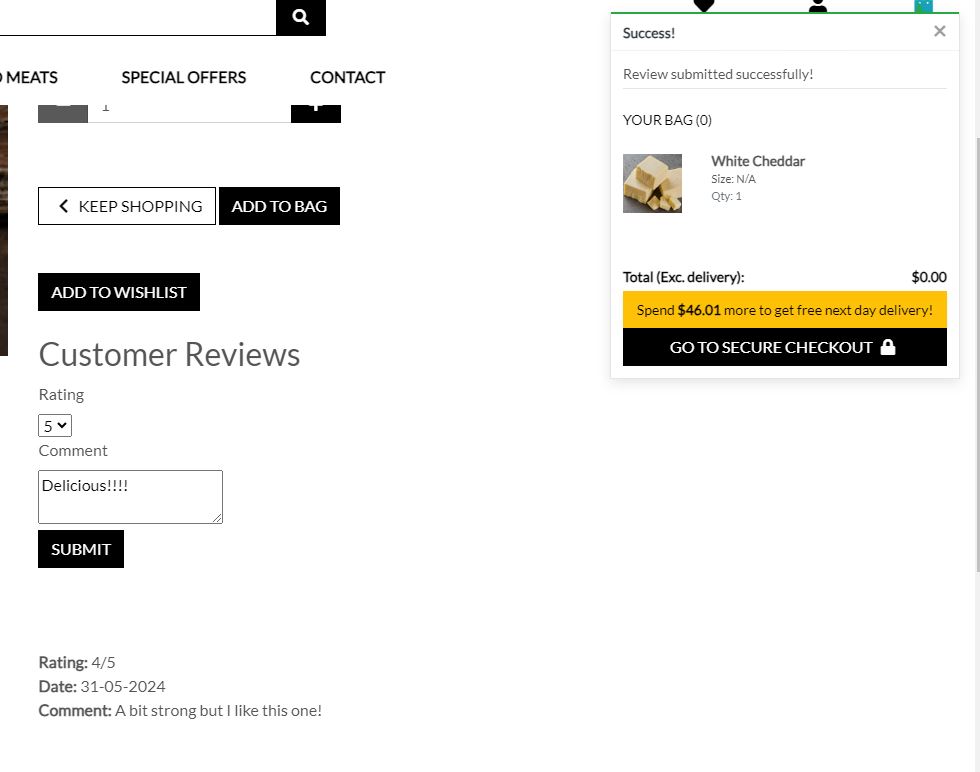 MEATS
SPECIAL OFFERS
CONTACT
1
KEEP SHOPPING
ADD TO BAG
ADD TO WISHLIST
Customer Reviews
Rating
5
Comment
Delicious!!!!
SUBMIT
Rating: 4/5
Date: 31-05-2024
Comment: A bit strong but I like this one!
Success!
Review submitted successfully!
YOUR BAG (0)
White Cheddar
Size: N/A
Qty: 1
Total (Exc. delivery): $0.00
Spend $46.01 more to get free next day delivery!
GO TO SECURE CHECKOUT